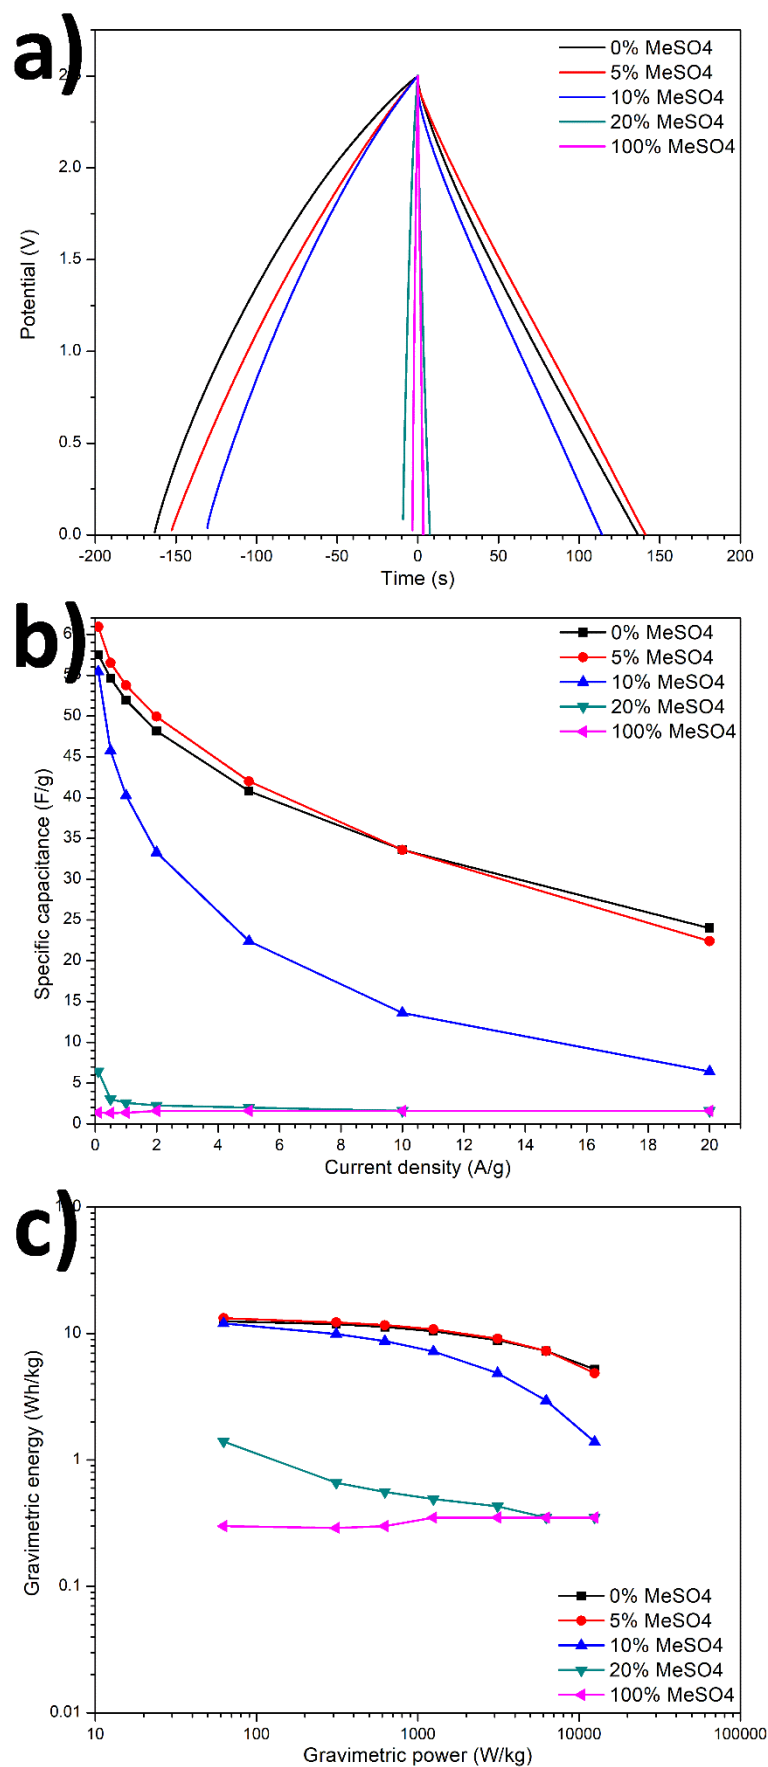 a)
0% MeSO4
5% MeSO4
10% MeSO4
20% MeSO4
100% MeSO4
2.0
1.5
1.0
0.5
0.0
Potential (V)
-200 -150 -100 -50 0 50 100 150 200
Time (s)
b)
0% MeSO4
5% MeSO4
10% MeSO4
20% MeSO4
100% MeSO4
50
45
40
35
30
25
20
15
10
5
0
Specific capacitance (F/g)
0 2 4 6 8 10 12 14 16 18 20
Current density (A/g)
c)
10
1
0.1
0.01
Gravimetric energy (Wh/kg)
0% MeSO4
5% MeSO4
10% MeSO4
20% MeSO4
100% MeSO4
10 100 1000 10000 100000
Gravimetric power (W/kg)